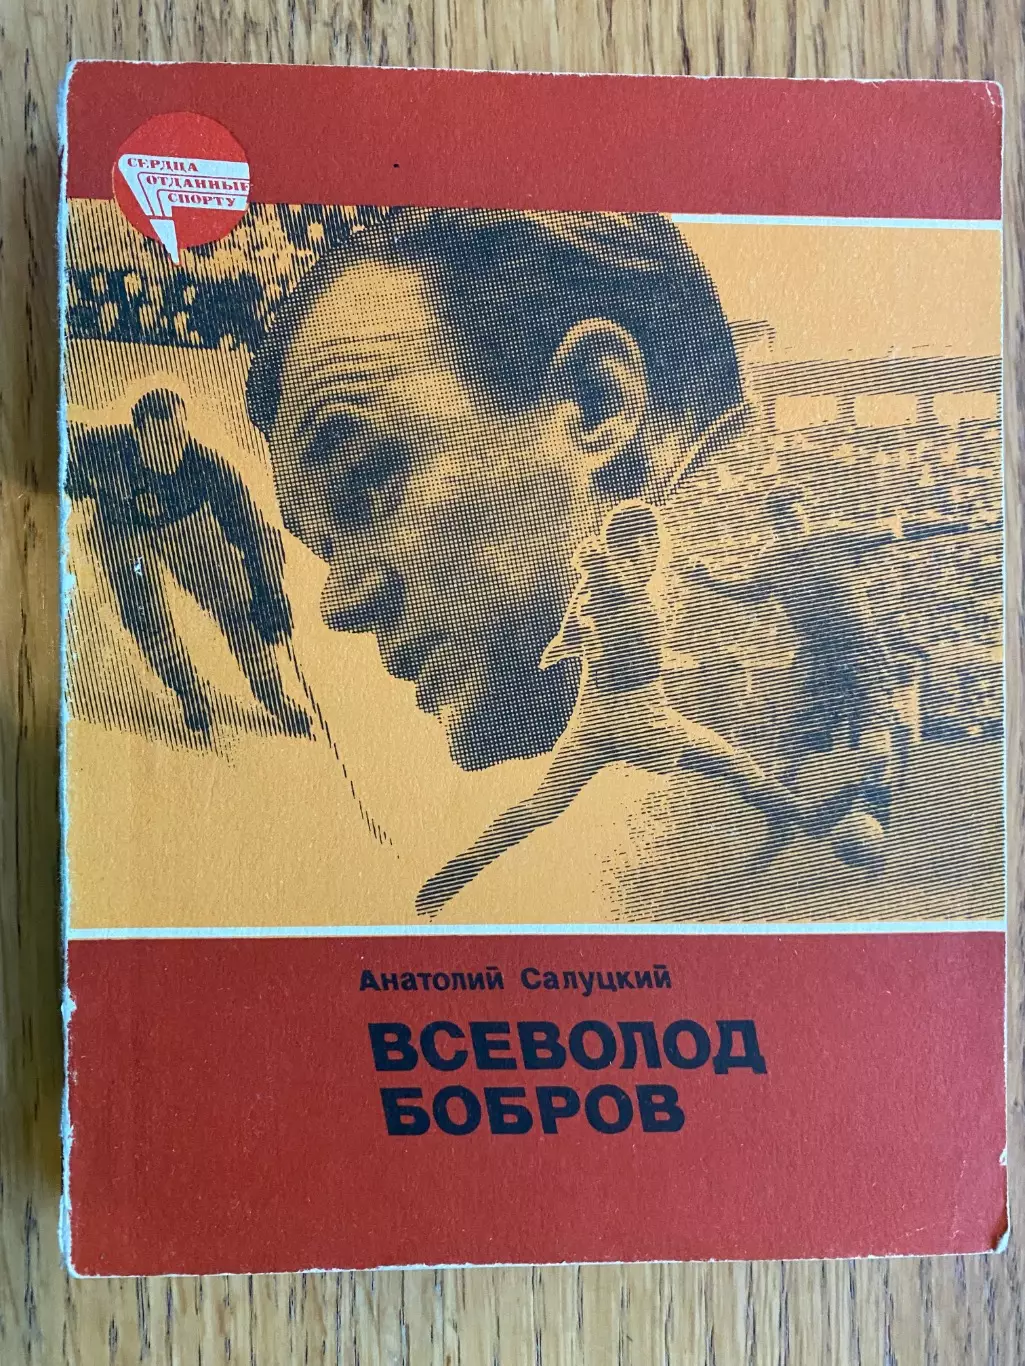 СЕРДЦА
ОТДАННЫЕ
СПОРТУ
Анатолий Салуцкий
ВСЕВОЛОД
БОБРОВ